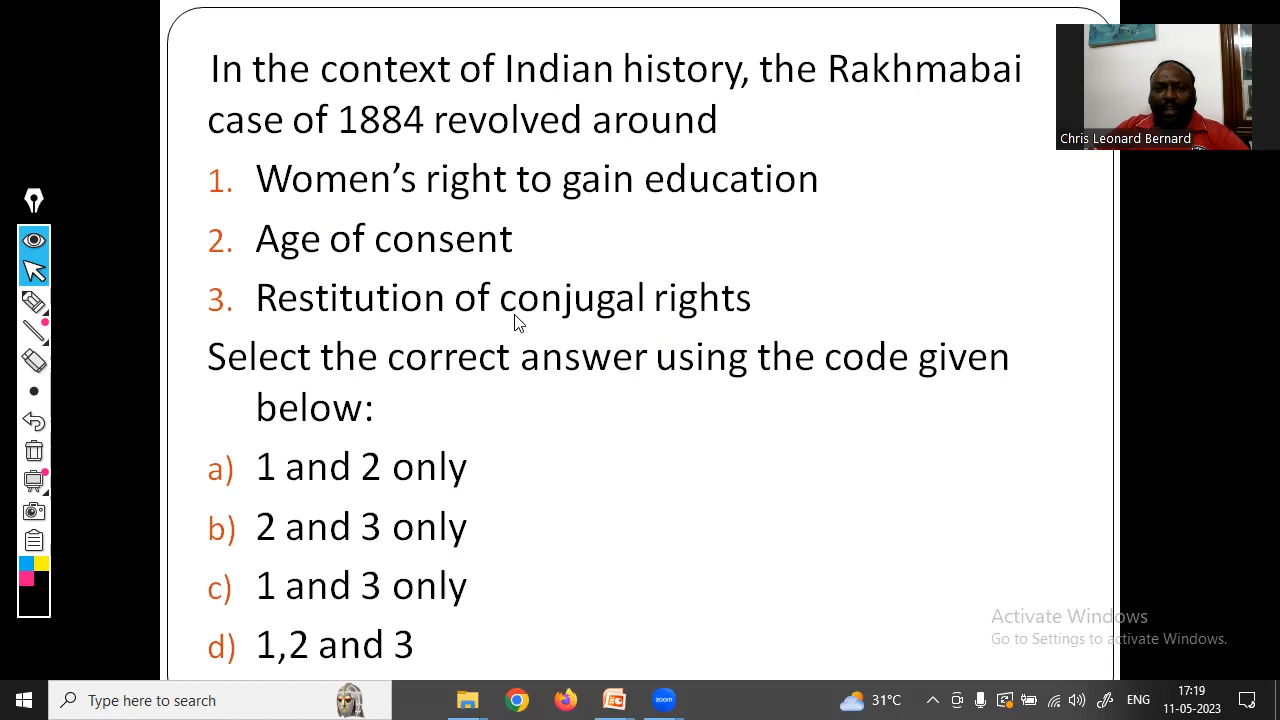 In the context of Indian history, the Rakhmabai
case of 1884 revolved around
1. Women's right to gain education
2. Age of consent
3. Restitution of conjugal rights
Select the correct answer using the code given
below:
a) 1 and 2 only
b) 2 and 3 only
c) 1 and 3 only
d) 1,2 and 3
Chris Leonard Bernard
Activate Windows
Go to Settings to activate Windows.
Type here to search
zoom
31°C
ENG
17:19
11-05-2023